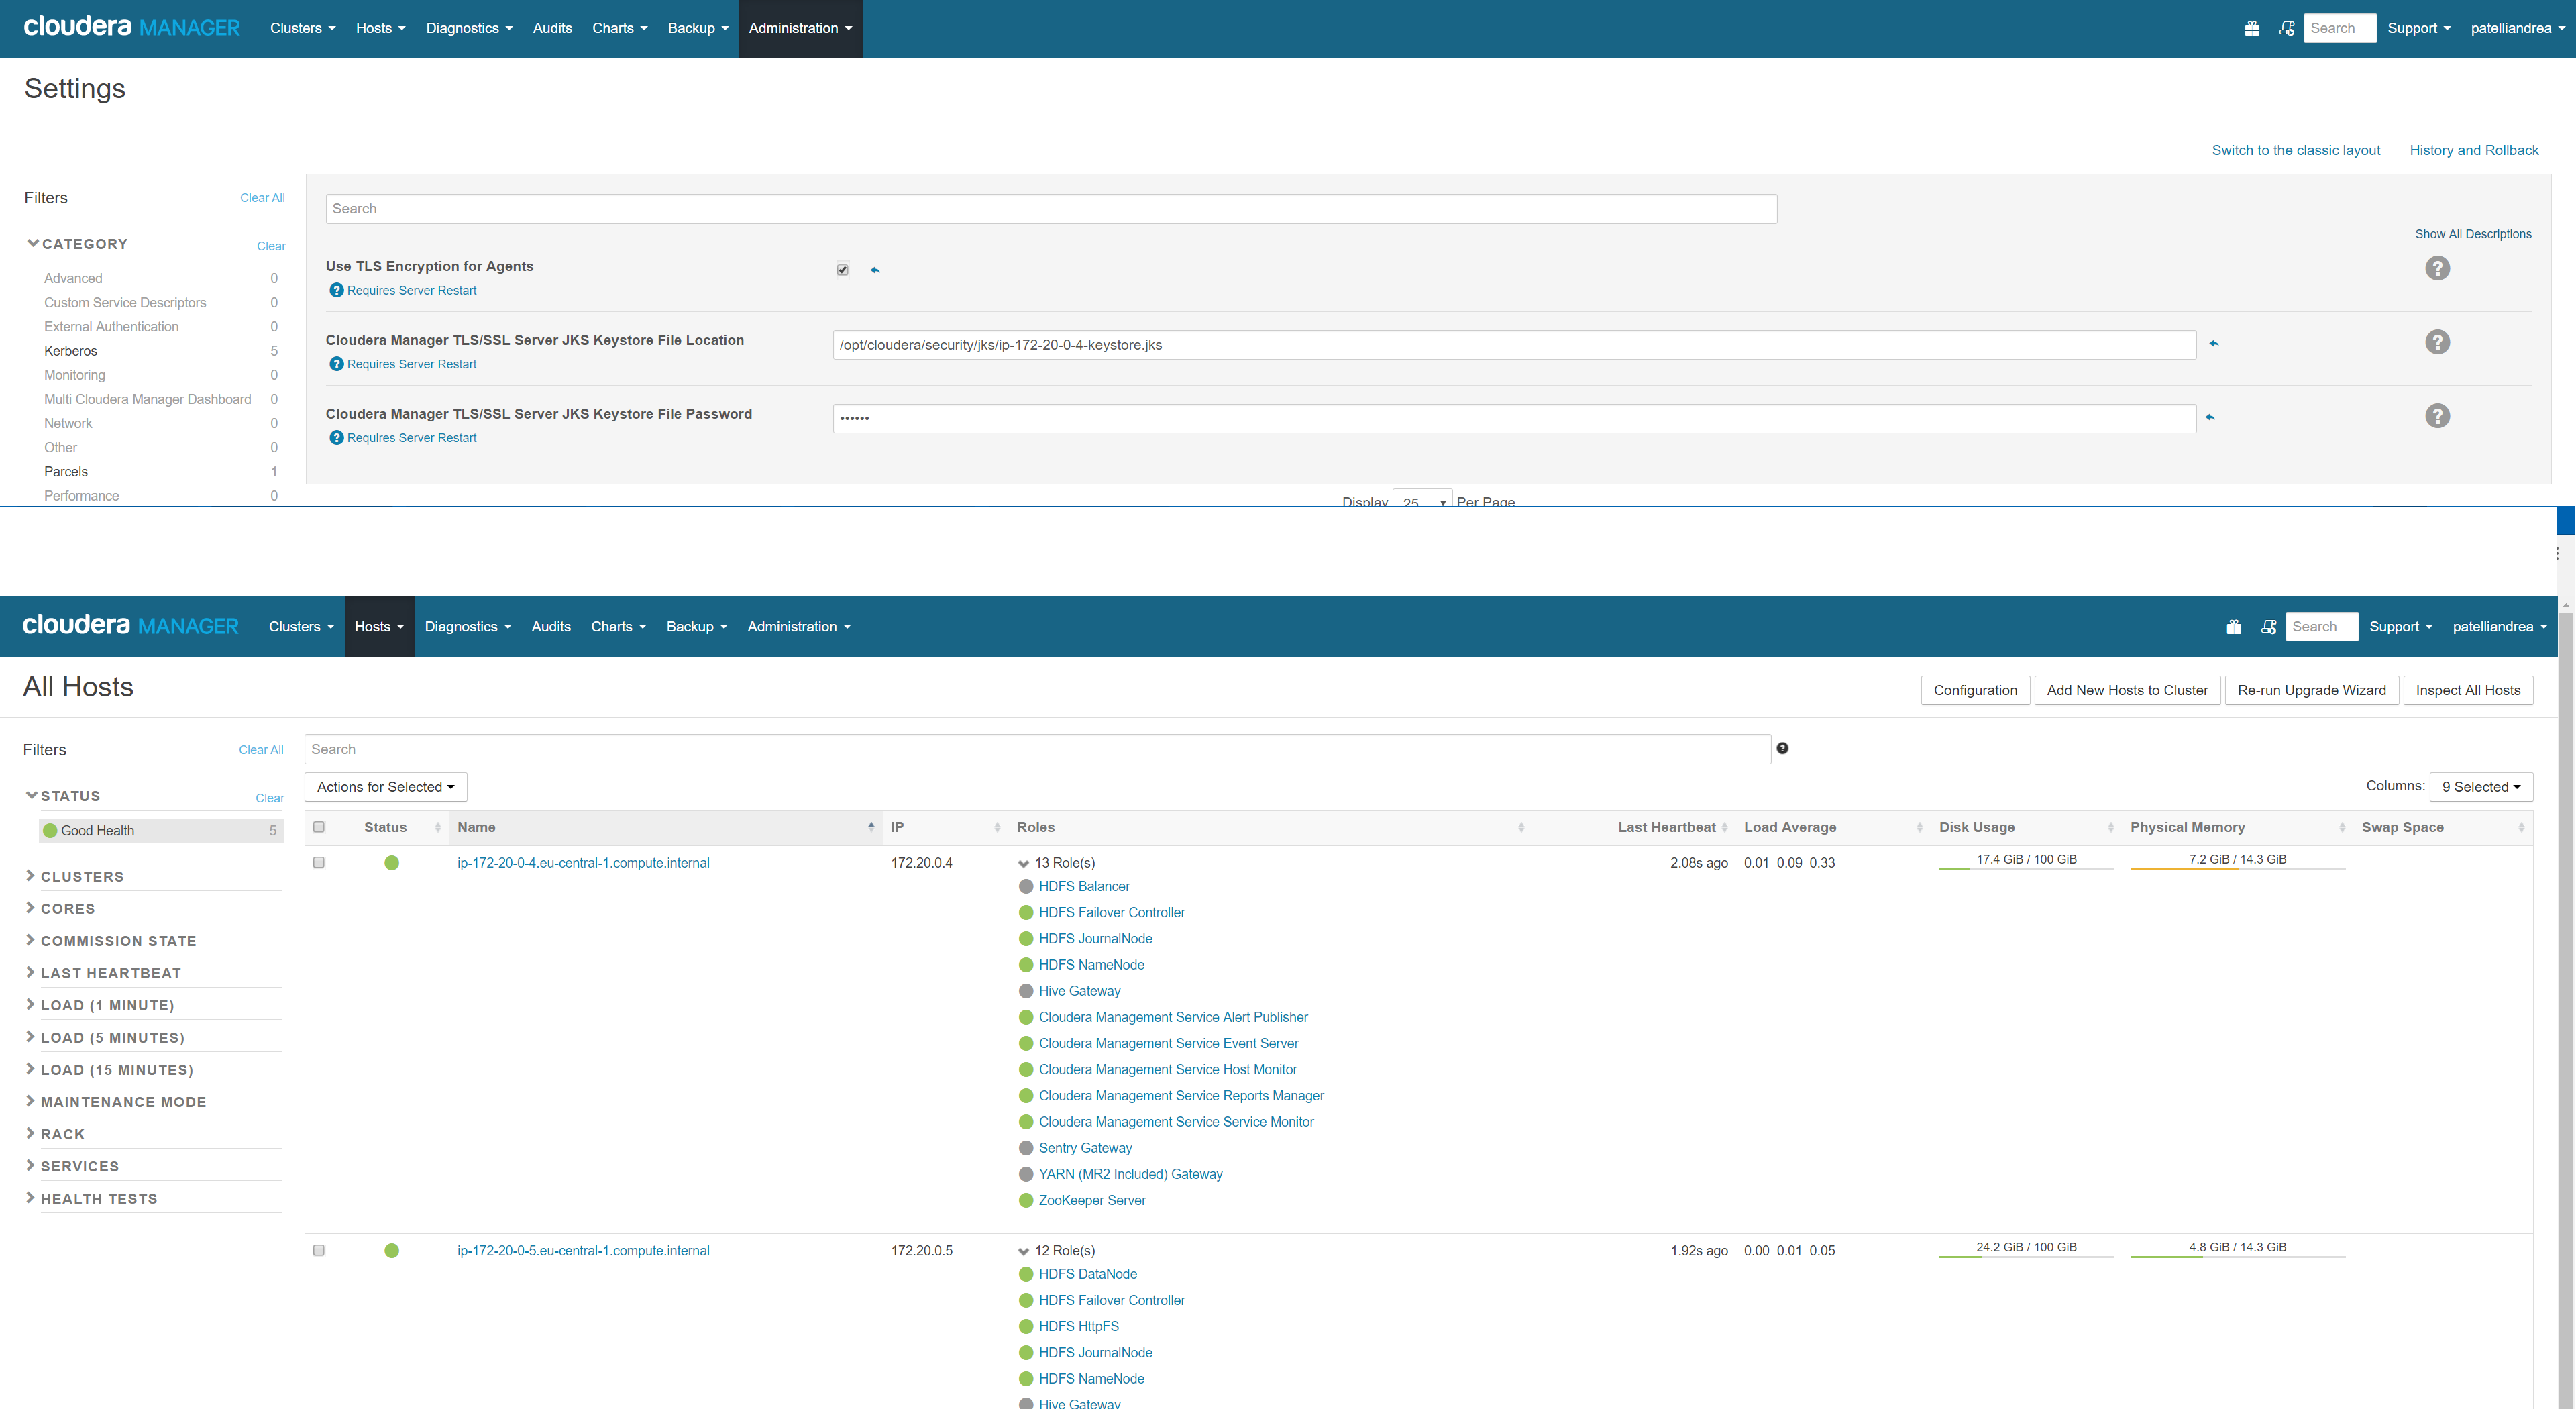 cloudera MANAGER Clusters Hosts Diagnostics Audits Charts Backup Administration Search Support patelliandrea
Settings
Switch to the classic layout History and Rollback
Filters Clear All
Search
Show All Descriptions
CATEGORY Clear
Advanced 0
Custom Service Descriptors 0
External Authentication 0
Kerberos 5
Monitoring 0
Multi Cloudera Manager Dashboard 0
Network 0
Other 0
Parcels 1
Performance 0
Use TLS Encryption for Agents
? Requires Server Restart
?
Cloudera Manager TLS/SSL Server JKS Keystore File Location
/opt/cloudera/security/jks/ip-172-20-0-4-keystore.jks
? Requires Server Restart
?
Cloudera Manager TLS/SSL Server JKS Keystore File Password
••••••
? Requires Server Restart
?
Display 25 Per Page
cloudera MANAGER Clusters Hosts Diagnostics Audits Charts Backup Administration Search Support patelliandrea
All Hosts
Configuration Add New Hosts to Cluster Re-run Upgrade Wizard Inspect All Hosts
Filters Clear All
STATUS Clear
Good Health 5
CLUSTERS
CORES
COMMISSION STATE
LAST HEARTBEAT
LOAD (1 MINUTE)
LOAD (5 MINUTES)
LOAD (15 MINUTES)
MAINTENANCE MODE
RACK
SERVICES
HEALTH TESTS
Search ?
Actions for Selected
Columns: 9 Selected
Status Name IP Roles Last Heartbeat Load Average Disk Usage Physical Memory Swap Space
ip-172-20-0-4.eu-central-1.compute.internal 172.20.0.4 13 Role(s) 2.08s ago 0.01 0.09 0.33 17.4 GiB / 100 GiB 7.2 GiB / 14.3 GiB
HDFS Balancer
HDFS Failover Controller
HDFS JournalNode
HDFS NameNode
Hive Gateway
Cloudera Management Service Alert Publisher
Cloudera Management Service Event Server
Cloudera Management Service Host Monitor
Cloudera Management Service Reports Manager
Cloudera Management Service Service Monitor
Sentry Gateway
YARN (MR2 Included) Gateway
ZooKeeper Server
ip-172-20-0-5.eu-central-1.compute.internal 172.20.0.5 12 Role(s) 1.92s ago 0.00 0.01 0.05 24.2 GiB / 100 GiB 4.8 GiB / 14.3 GiB
HDFS DataNode
HDFS Failover Controller
HDFS HttpFS
HDFS JournalNode
HDFS NameNode
Hive Gateway